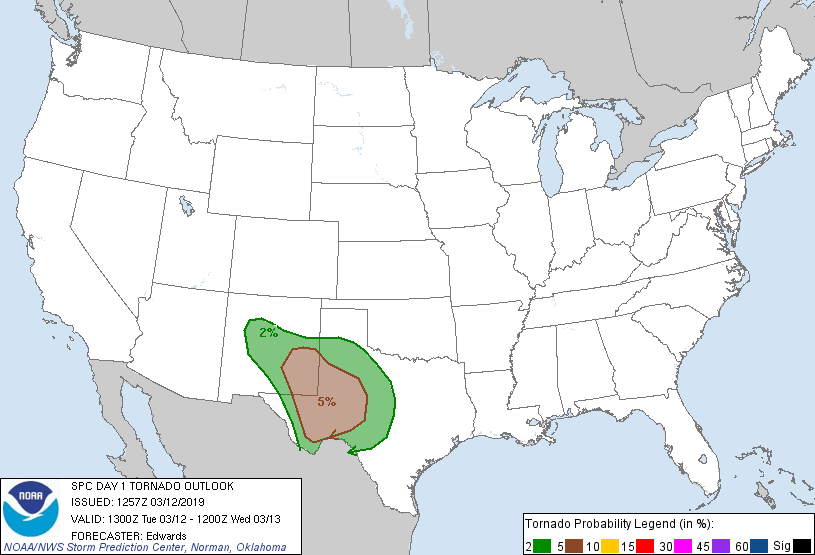 2%
5%
NOAA
SPC DAY 1 TORNADO OUTLOOK
ISSUED: 1257Z 03/12/2019
VALID: 1300Z Tue 03/12 - 1200Z Wed 03/13
FORECASTER: Edwards
NOAA/NWS Storm Prediction Center, Norman, Oklahoma
Tornado Probability Legend (in %):
2 5 10 15 30 45 60 Sig